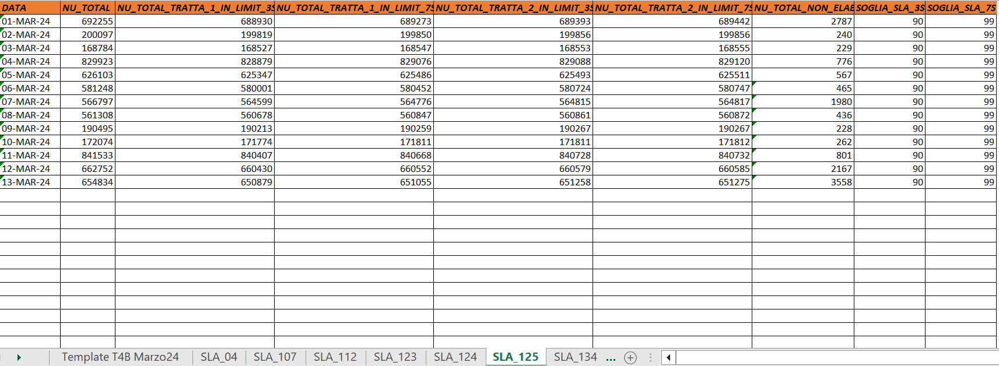 DATA NU_TOTAL NU_TOTAL_TRATTA_1_IN_LIMIT_3S NU_TOTAL_TRATTA_1_IN_LIMIT_7S NU_TOTAL_TRATTA_2_IN_LIMIT_3S NU_TOTAL_TRATTA_2_IN_LIMIT_7S NU_TOTAL_NON_ELAB SOGLIA_SLA_3S SOGLIA_SLA_7S
01-MAR-24 692255 688930 689273 689393 689442 2787 90 99
02-MAR-24 200097 199819 199850 199856 199856 240 90 99
03-MAR-24 168784 168527 168547 168553 168555 229 90 99
04-MAR-24 829923 828879 829076 829088 829120 776 90 99
05-MAR-24 626103 625347 625486 625493 625511 567 90 99
06-MAR-24 581248 580001 580452 580724 580747 465 90 99
07-MAR-24 566797 564599 564776 564815 564817 1980 90 99
08-MAR-24 561308 560678 560847 560861 560872 436 90 99
09-MAR-24 190495 190213 190259 190267 190267 228 90 99
10-MAR-24 172074 171774 171811 171811 171812 262 90 99
11-MAR-24 841533 840407 840668 840728 840732 801 90 99
12-MAR-24 662752 660430 660552 660579 660585 2167 90 99
13-MAR-24 654834 650879 651055 651258 651275 3558 90 99
Template T4B Marzo24 SLA_04 SLA_107 SLA_112 SLA_123 SLA_124 SLA_125 SLA_134 ...